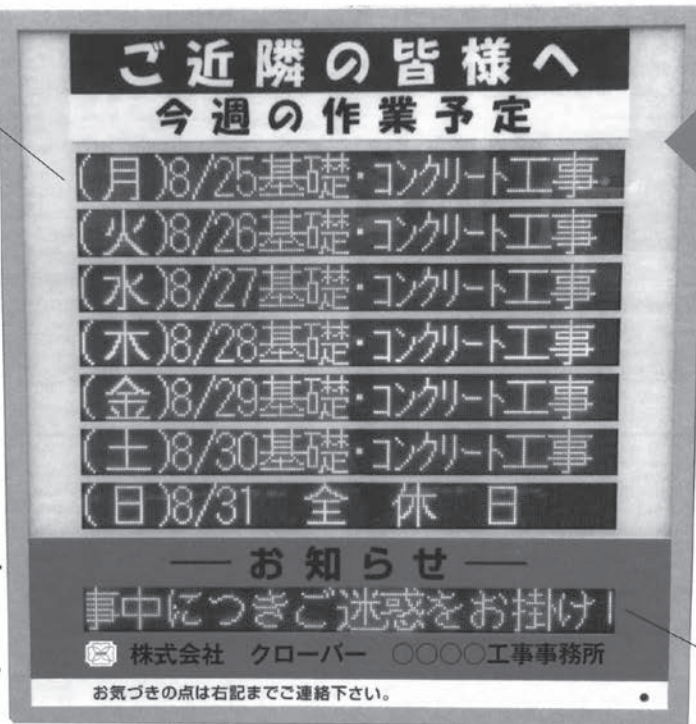 ご近隣の皆様へ
今週の作業予定
(月)8/25基礎・コンクリート工事
(火)8/26基礎・コンクリート工事
(水)8/27基礎・コンクリート工事
(木)8/28基礎・コンクリート工事
(金)8/29基礎・コンクリート工事
(土)8/30基礎・コンクリート工事
(日)8/31 全休日
― お知らせ ―
事中につきご迷惑をお掛け
株式会社 クローバー ○○○○工事事務所
お気づきの点は右記までご連絡下さい。